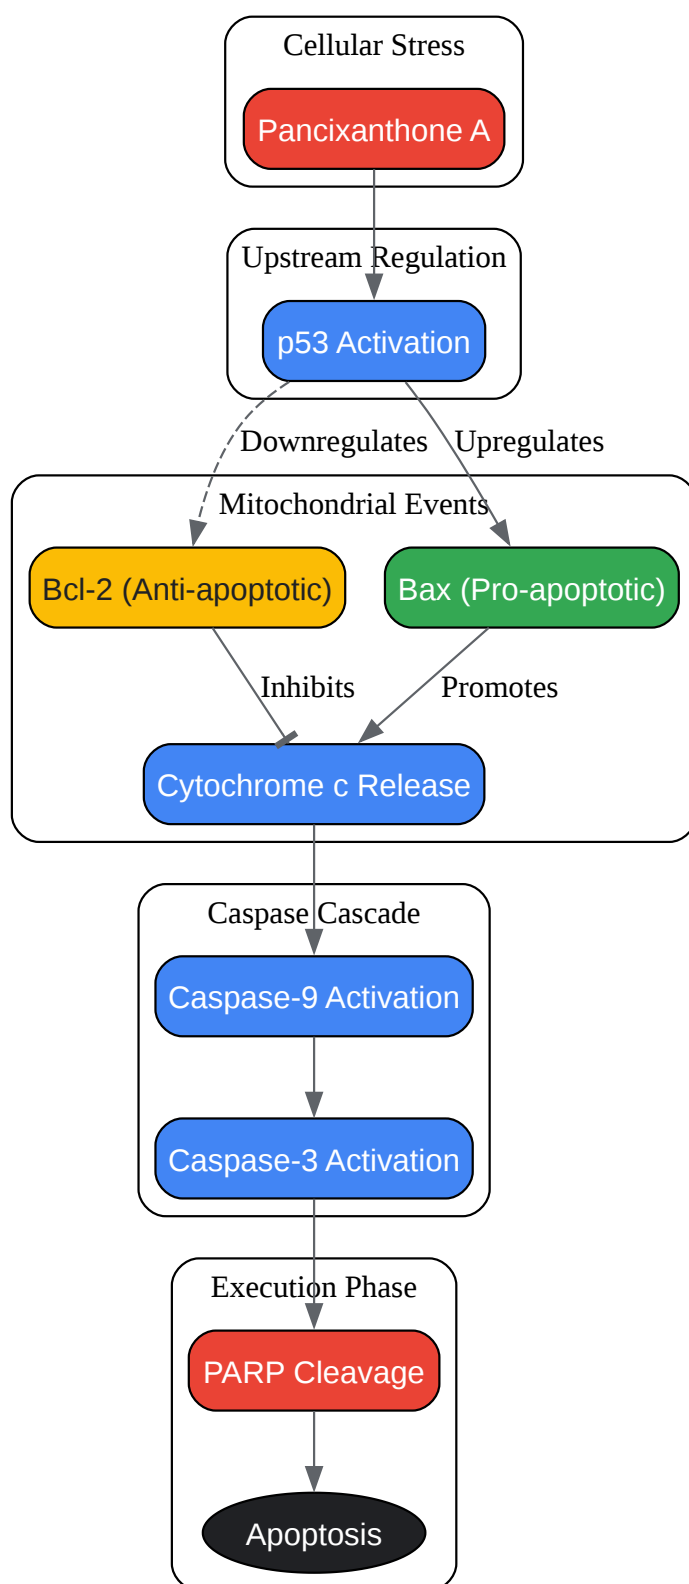 Cellular Stress
Pancixanthone A
Upstream Regulation
p53 Activation
Downregulates
Upregulates
Mitochondrial Events
Bcl-2 (Anti-apoptotic)
Bax (Pro-apoptotic)
Inhibits
Promotes
Cytochrome c Release
Caspase Cascade
Caspase-9 Activation
Caspase-3 Activation
Execution Phase
PARP Cleavage
Apoptosis